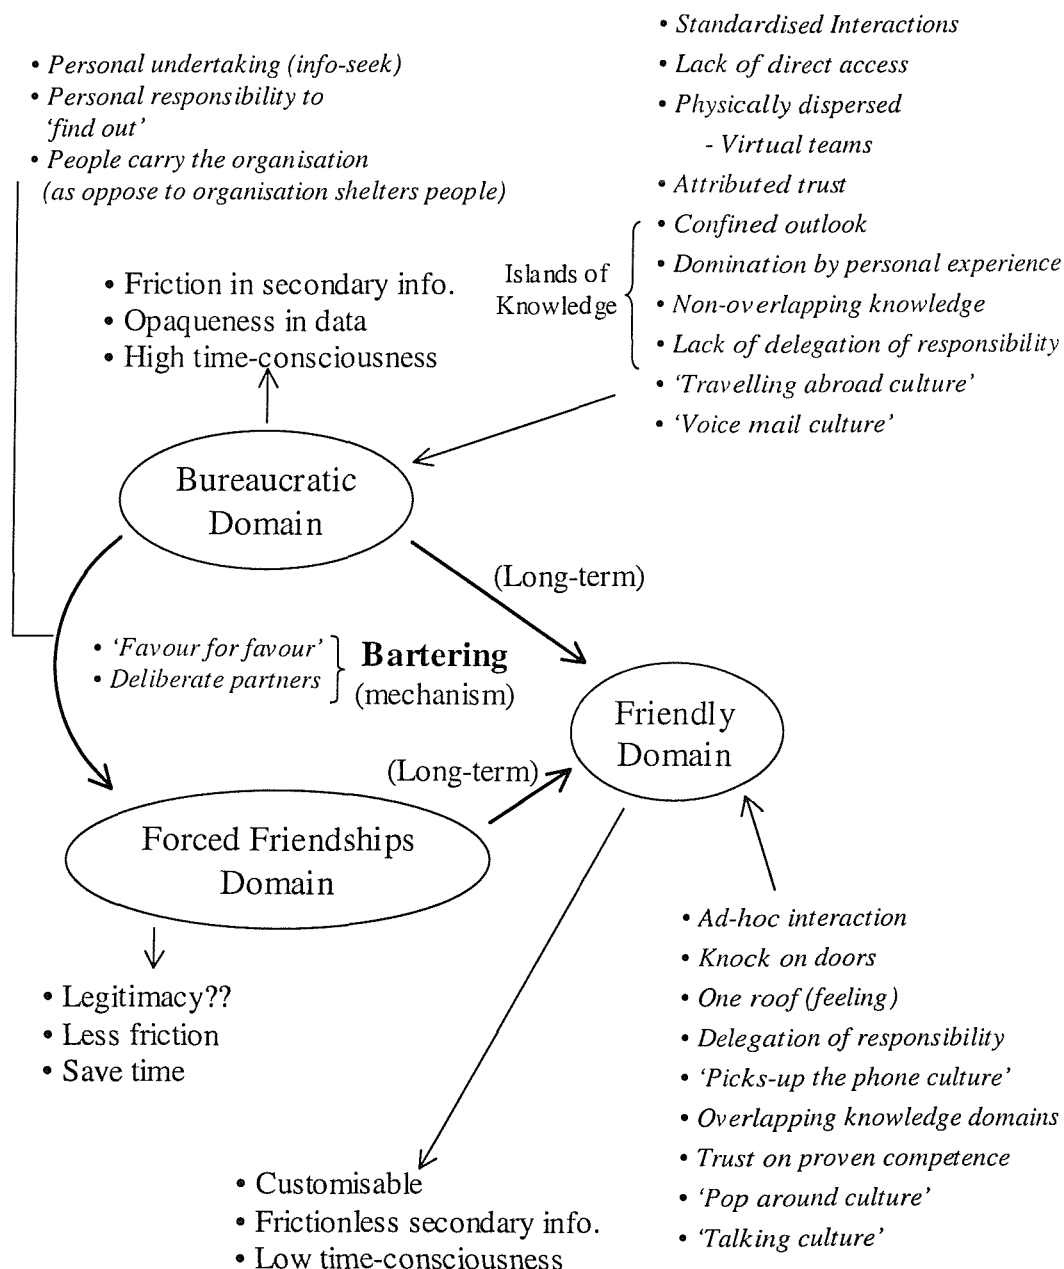 • Personal undertaking (info-seek)
• Personal responsibility to
'find out'
• People carry the organisation
(as oppose to organisation shelters people)
• Standardised Interactions
• Lack of direct access
• Physically dispersed
- Virtual teams
• Attributed trust
• Confined outlook
• Domination by personal experience
• Non-overlapping knowledge
• Lack of delegation of responsibility
• 'Travelling abroad culture'
• 'Voice mail culture'
Islands of
Knowledge
• Friction in secondary info.
• Opaqueness in data
• High time-consciousness
Bureaucratic
Domain
(Long-term)
• 'Favour for favour'
• Deliberate partners
Bartering
(mechanism)
Friendly
Domain
(Long-term)
Forced Friendships
Domain
• Legitimacy??
• Less friction
• Save time
• Ad-hoc interaction
• Knock on doors
• One roof (feeling)
• Delegation of responsibility
• 'Picks-up the phone culture'
• Overlapping knowledge domains
• Trust on proven competence
• 'Pop around culture'
• 'Talking culture'
• Customisable
• Frictionless secondary info.
• Low time-consciousness